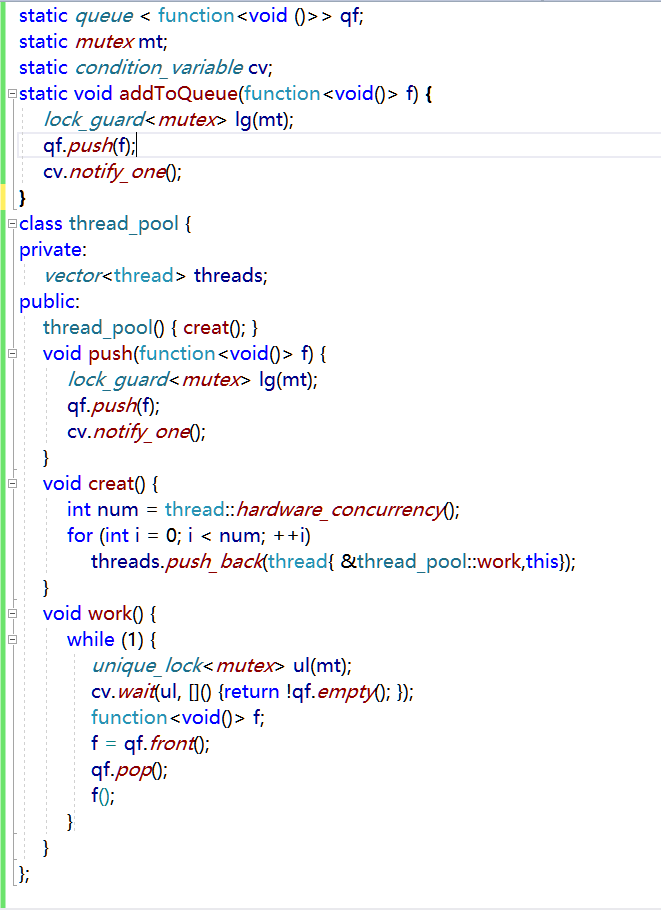 static queue < function<void ()>> qf;
static mutex mt;
static condition_variable cv;
static void addToQueue(function<void()> f) {
lock_guard<mutex> lg(mt);
qf.push(f);
cv.notify_one();
}
class thread_pool {
private:
vector<thread> threads;
public:
thread_pool() { creat(); }
void push(function<void()> f) {
lock_guard<mutex> lg(mt);
qf.push(f);
cv.notify_one();
}
void creat() {
int num = thread::hardware_concurrency();
for (int i = 0; i < num; ++i)
threads.push_back(thread{ &thread_pool::work,this});
}
void work() {
while (1) {
unique_lock<mutex> ul(mt);
cv.wait(ul, []() {return !qf.empty(); });
function<void()> f;
f = qf.front();
qf.pop();
f();
}
}
};